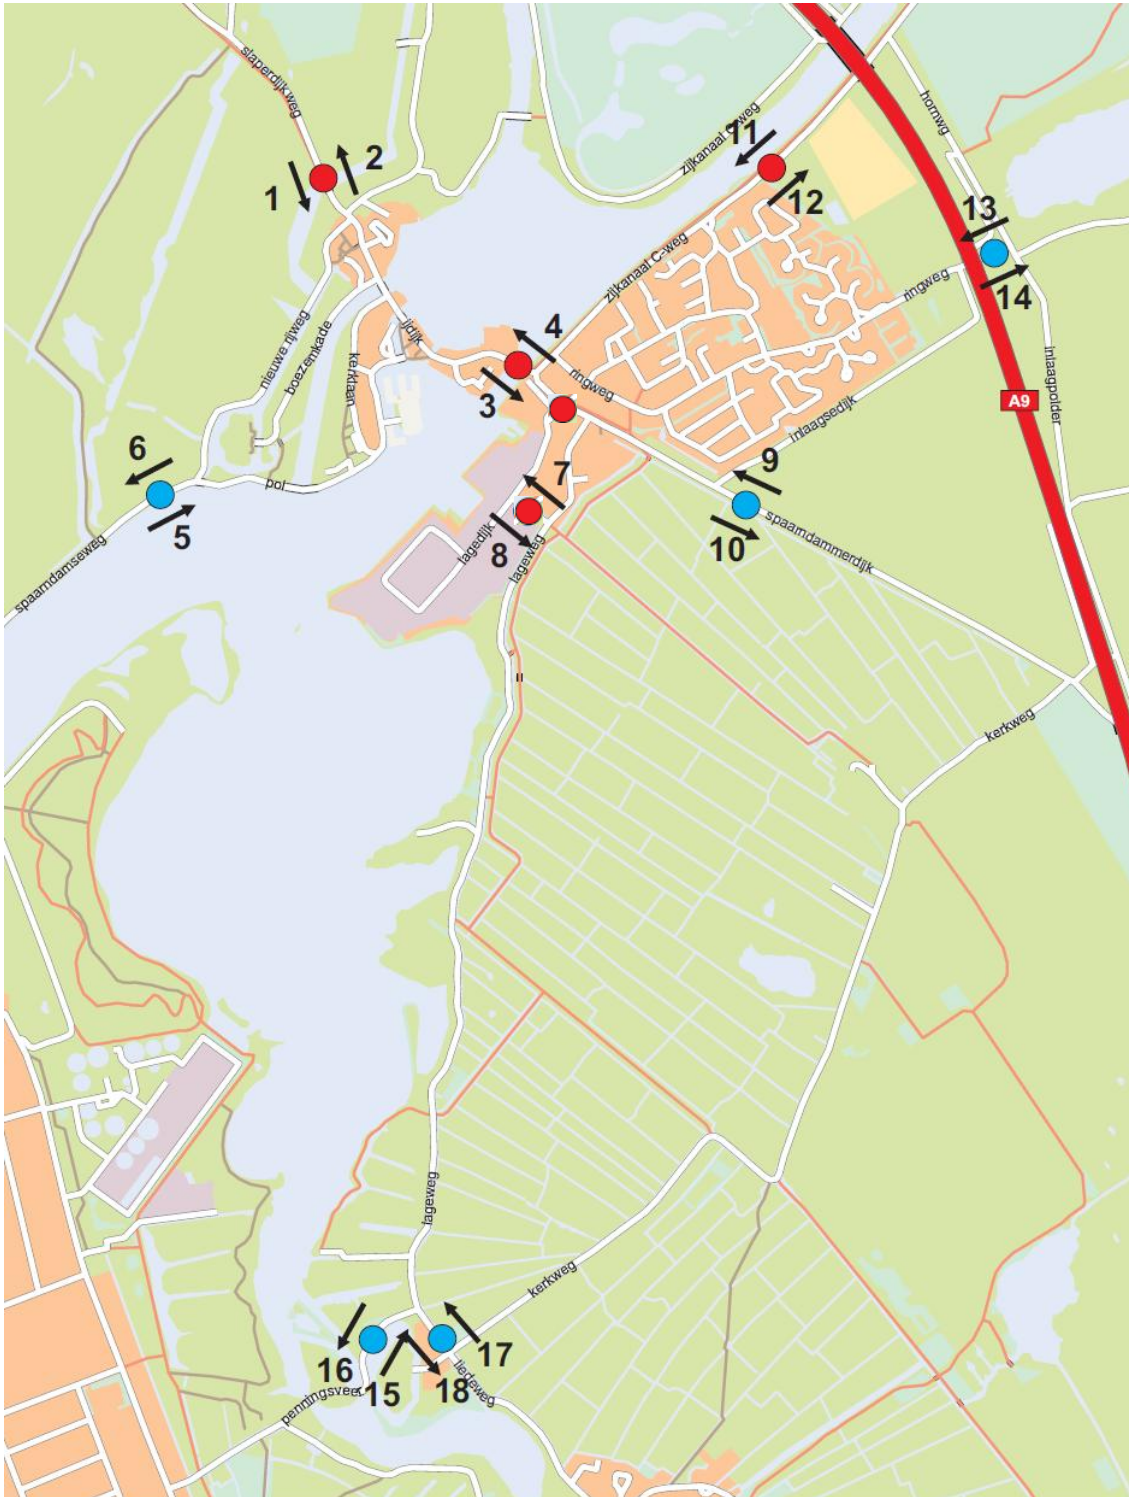 slaperdijkweg
hornwg
zijkanaal C-weg
11
2
1
12
13
zijkanaal C-weg
ringweg
14
nieuwe rijweg
boezemkade
ijdijk
kerklaan
4
ringweg
3
inlaagpolder
A9
inlaagsedijk
6
9
7
pol
5
spaarndamseweg
lagedijk
8
lageweg
10
spaarndammerdijk
kerkweg
lageweg
kerkweg
16
15
17
18
liedeweg
penningsveer